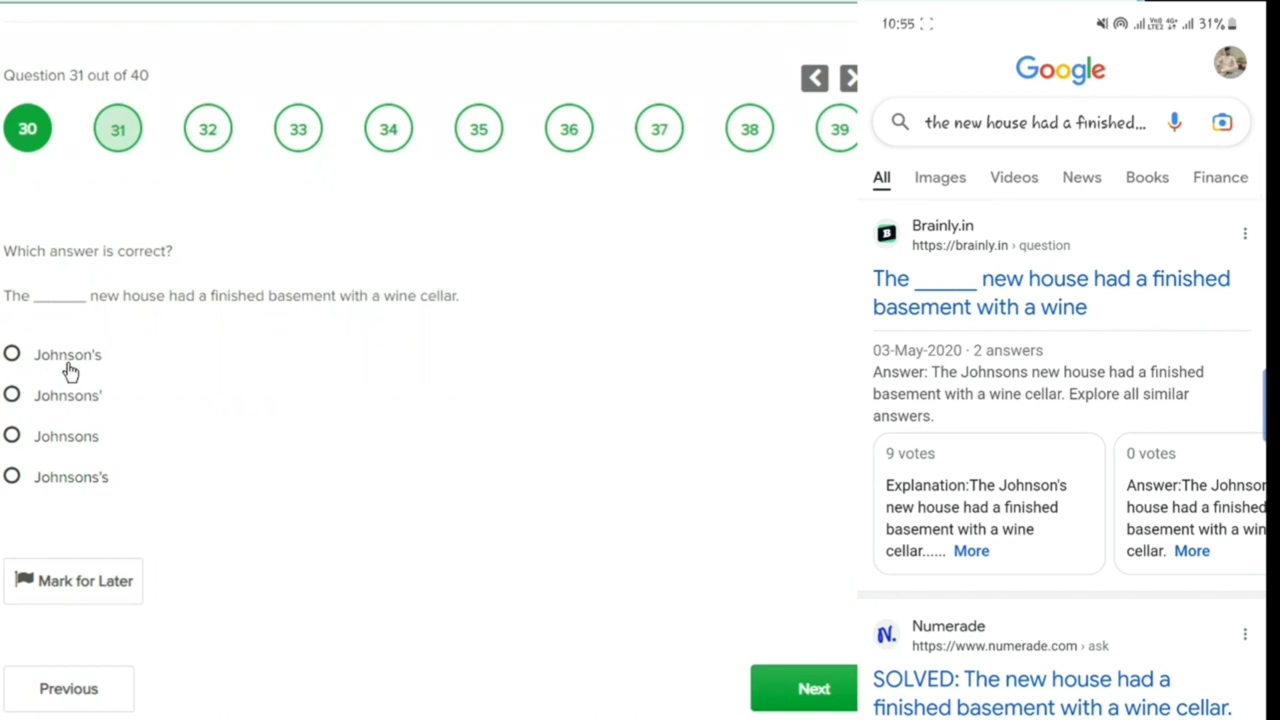 Question 31 out of 40
30 31 32 33 34 35 36 37 38 39
Which answer is correct?
The ______ new house had a finished basement with a wine cellar.
Johnson's
Johnsons'
Johnsons
Johnsons's
Mark for Later
Previous
Next
10:55
31%
Google
the new house had a finished...
All Images Videos News Books Finance
Brainly.in
https://brainly.in › question
The ______ new house had a finished
basement with a wine
03-May-2020 · 2 answers
Answer: The Johnsons new house had a finished
basement with a wine cellar. Explore all similar
answers.
9 votes
Explanation:The Johnson's
new house had a finished
basement with a wine
cellar...... More
0 votes
Answer:The Johnson
house had a finished
basement with a win
cellar. More
N.
Numerade
https://www.numerade.com › ask
SOLVED: The new house had a
finished basement with a wine cellar.